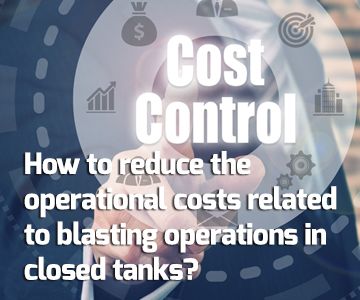 Cost
Control
How to reduce the
operational costs related
to blasting operations in
closed tanks?